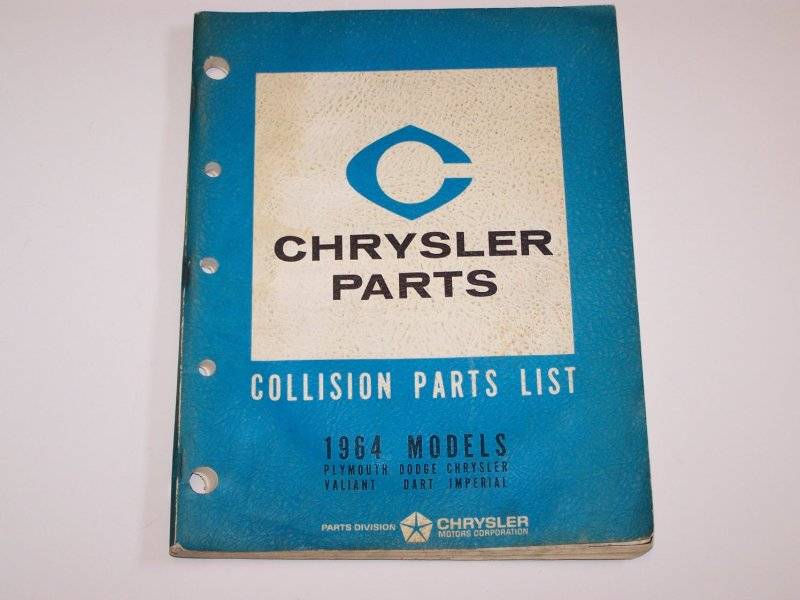 CHRYSLER
PARTS
COLLISION PARTS LIST
1964 MODELS
PLYMOUTH DODGE CHRYSLER
VALIANT DART IMPERIAL
PARTS DIVISION CHRYSLER
MOTORS CORPORATION